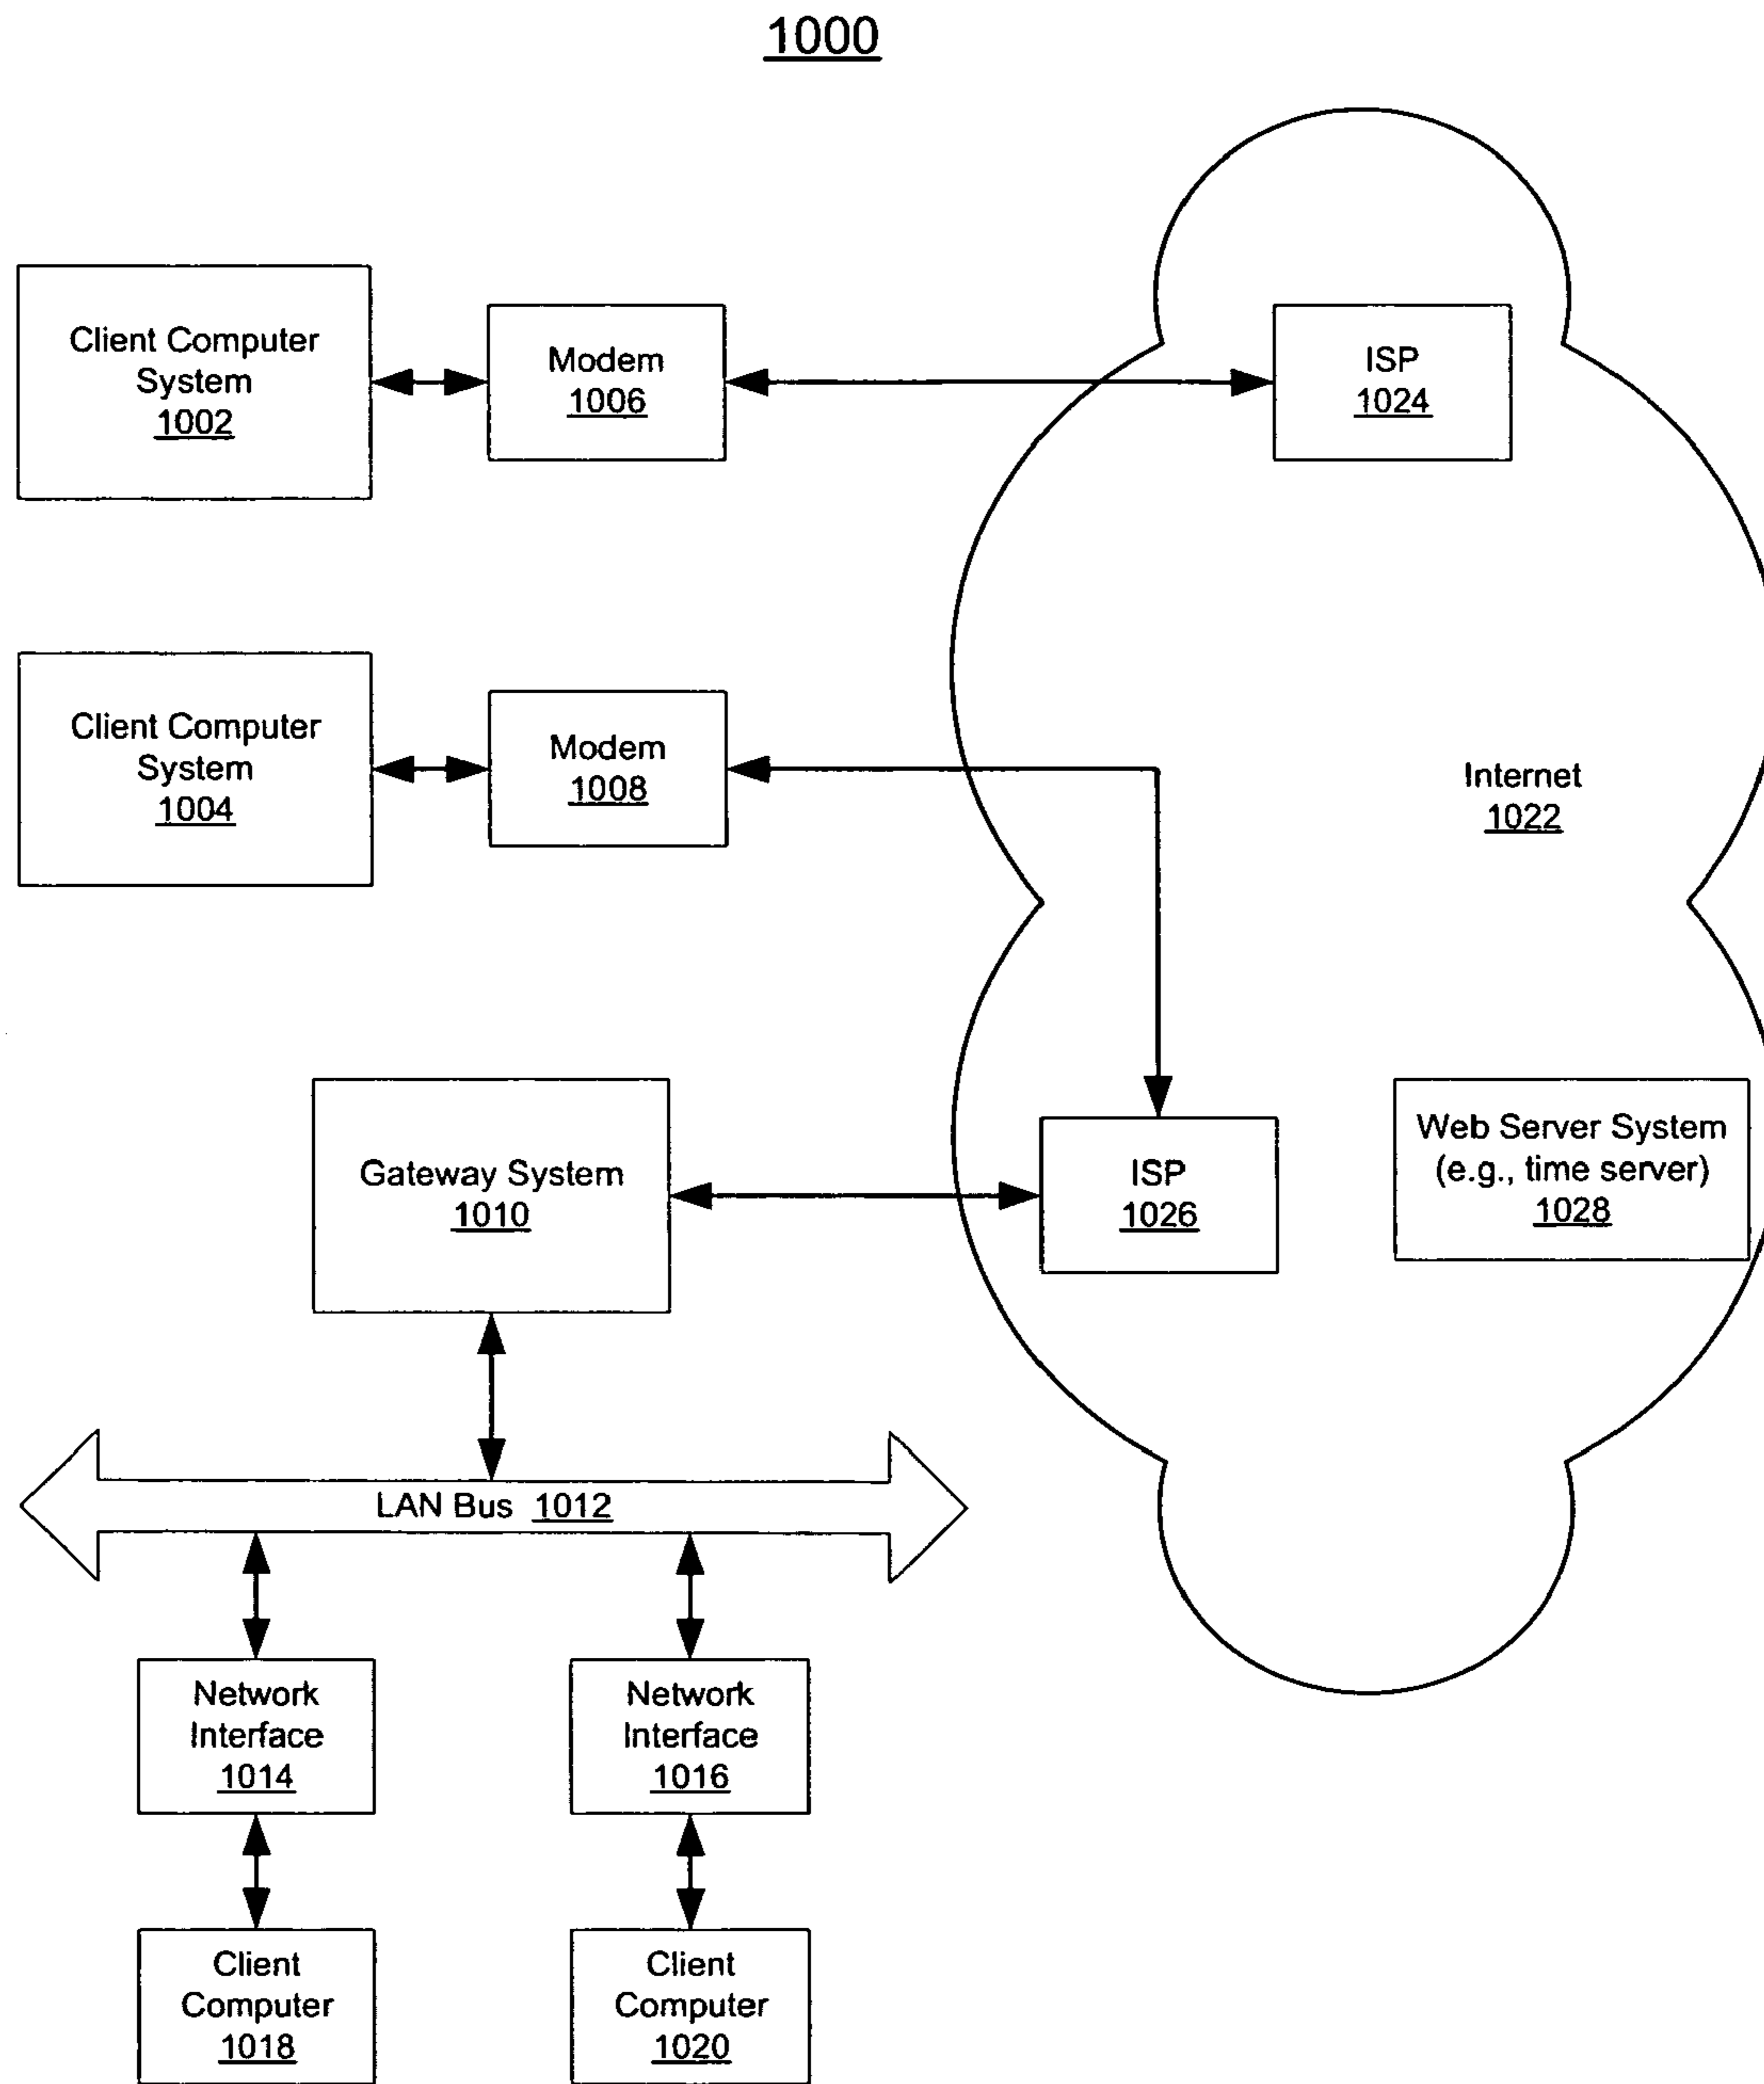 1000
Client Computer
System
1002
Modem
1006
ISP
1024
Client Computer
System
1004
Modem
1008
Internet
1022
Gateway System
1010
ISP
1026
Web Server System
(e.g., time server)
1028
LAN Bus 1012
Network
Interface
1014
Network
Interface
1016
Client
Computer
1018
Client
Computer
1020